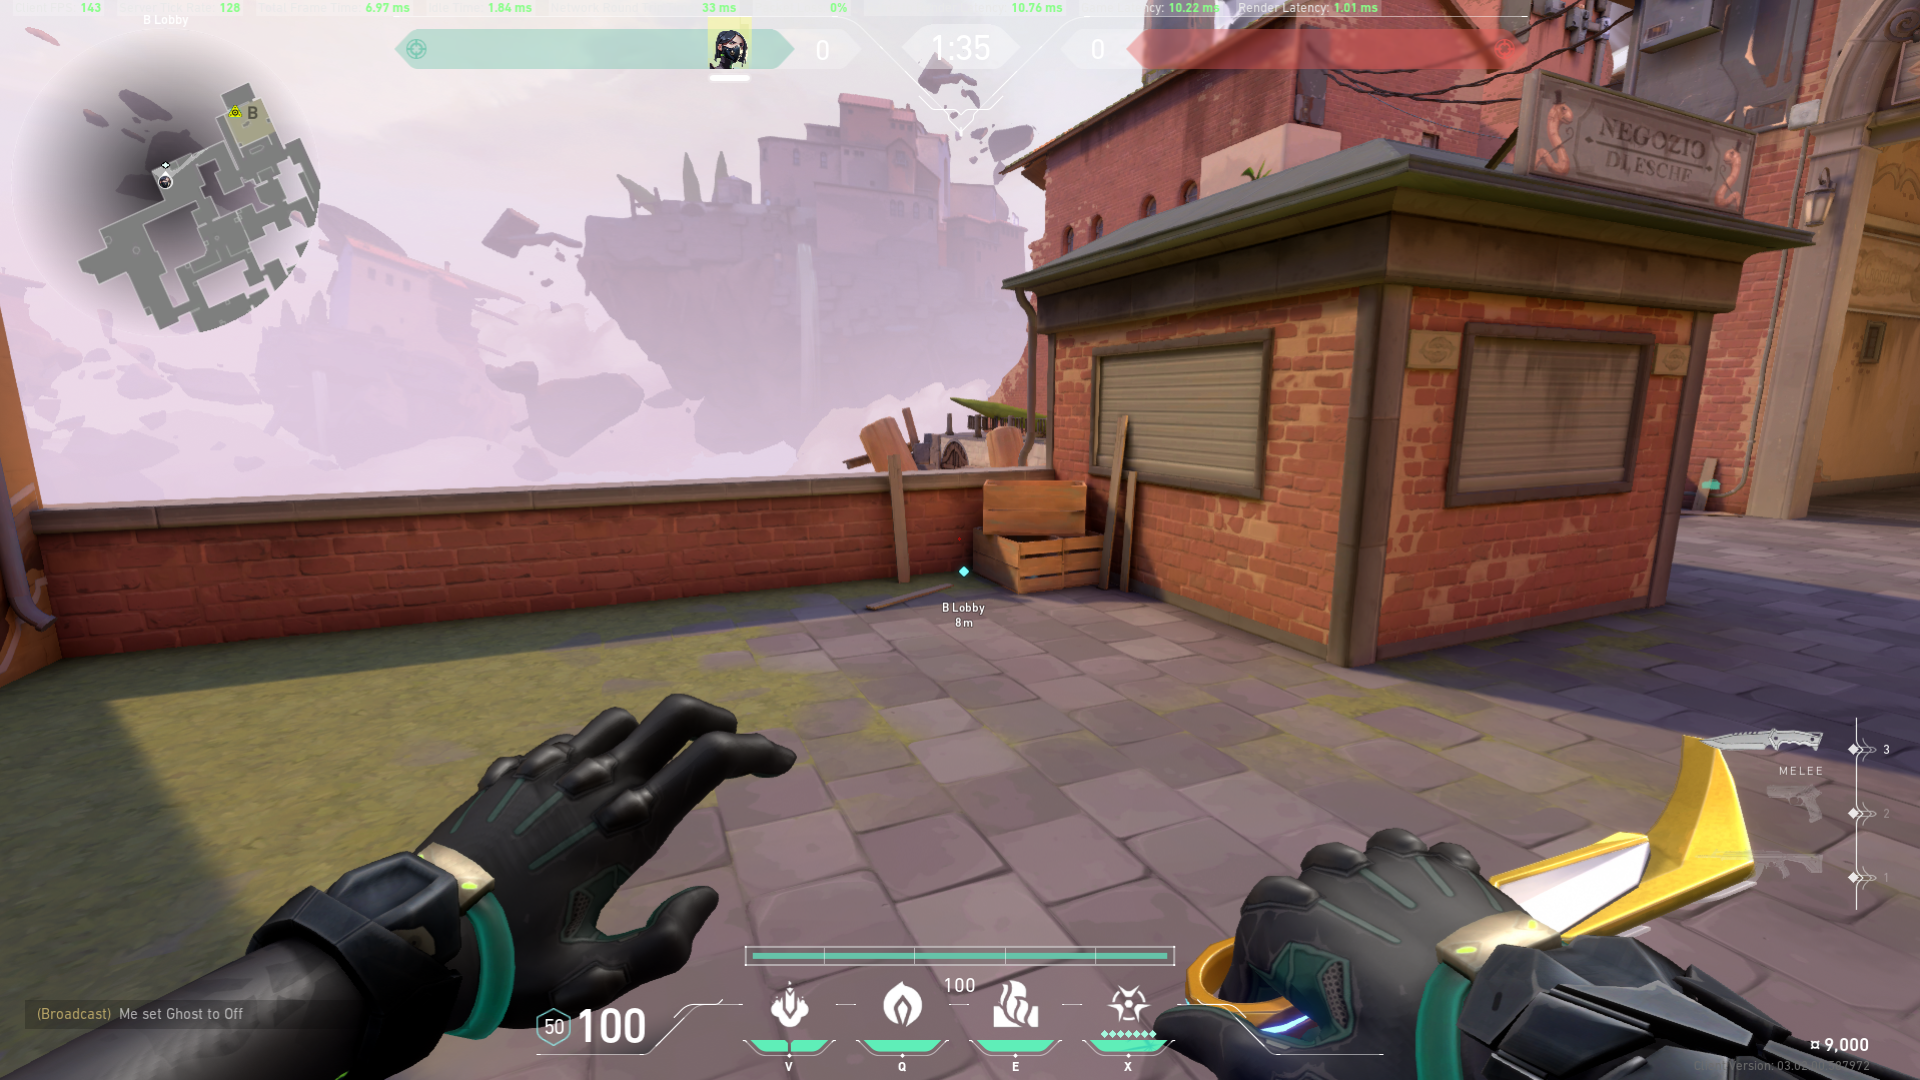 143
128
6.97 ms
1.84 ms
33 ms
0%
10.76 ms
10.22 ms
Render Latency: 1.01 ms
B Lobby
0
1:35
0
B
NEGOZIO
DI ESCHE
B Lobby
8m
3
MELEE
2
1
(Broadcast) Me set Ghost to Off
50
100
100
V
Q
E
X
¤ 9,000